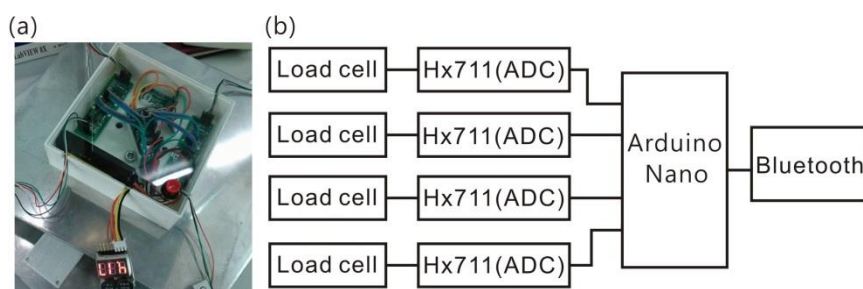 (a)
(b)
Load cell
Hx711(ADC)
Load cell
Hx711(ADC)
Load cell
Hx711(ADC)
Load cell
Hx711(ADC)
Arduino
Nano
Bluetooth